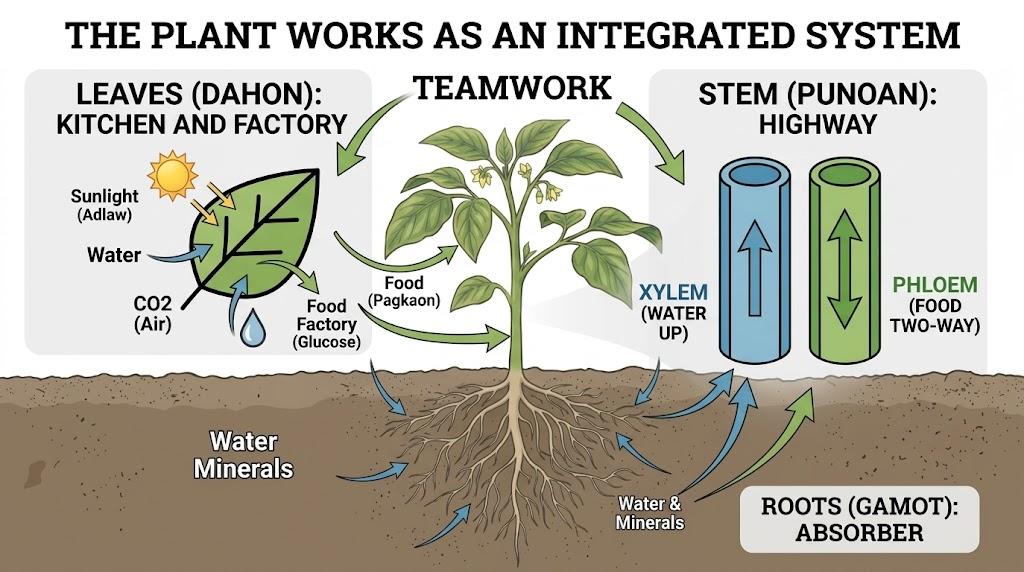 THE PLANT WORKS AS AN INTEGRATED SYSTEM
LEAVES (DAHON):
KITCHEN AND FACTORY
TEAMWORK
STEM (PUNOAN):
HIGHWAY
Sunlight
(Adlaw)
Water
CO2
(Air)
Food
Factory
(Glucose)
Food
(Pagkaon)
XYLEM
(WATER
UP)
PHLOEM
(FOOD
TWO-WAY)
Water
Minerals
Water &
Minerals
ROOTS (GAMOT):
ABSORBER